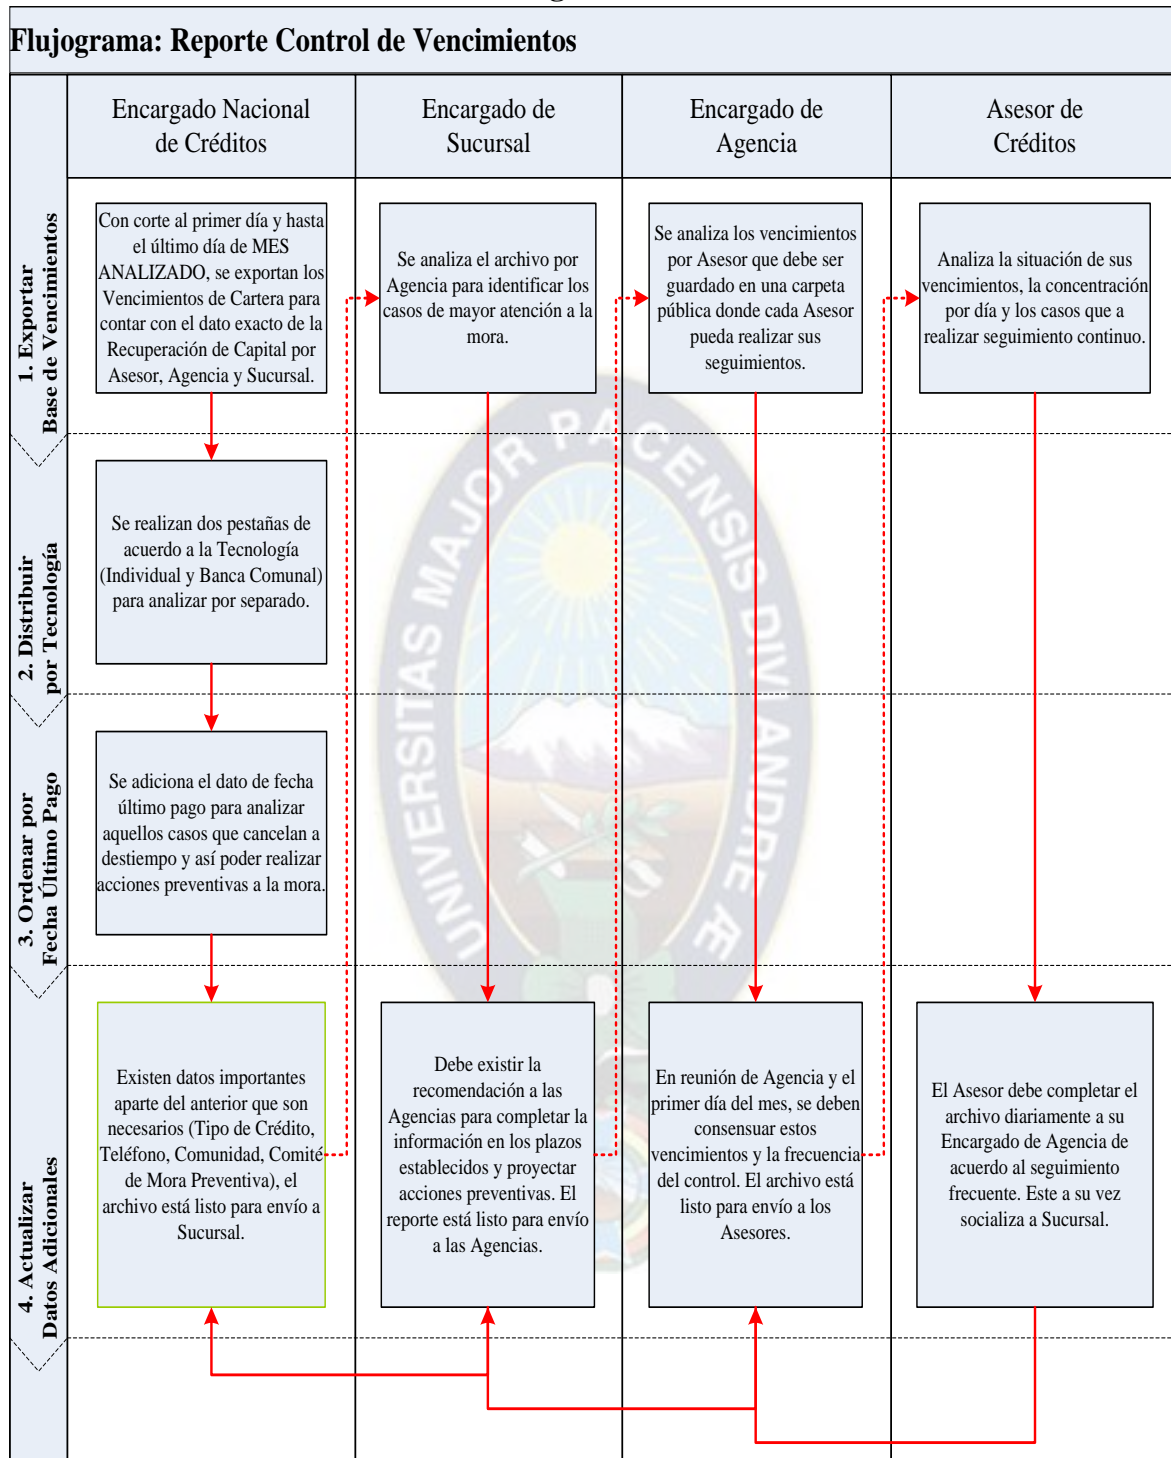 Flujograma: Reporte Control de Vencimientos
Encargado Nacional
de Créditos
Encargado de
Sucursal
Encargado de
Agencia
Asesor de
Créditos
1. Exportar
Base de Vencimientos
Con corte al primer día y hasta
el último día de MES
ANALIZADO, se exportan los
Vencimientos de Cartera para
contar con el dato exacto de la
Recuperación de Capital por
Asesor, Agencia y Sucursal.
Se analiza el archivo por
Agencia para identificar los
casos de mayor atención a la
mora.
Se analiza los vencimientos
por Asesor que debe ser
guardado en una carpeta
pública donde cada Asesor
pueda realizar sus
seguimientos.
Analiza la situación de sus
vencimientos, la concentración
por día y los casos que a
realizar seguimiento continuo.
2. Distribuir
por Tecnología
Se realizan dos pestañas de
acuerdo a la Tecnología
(Individual y Banca Comunal)
para analizar por separado.
3. Ordenar por
Fecha Último Pago
Se adiciona el dato de fecha
último pago para analizar
aquellos casos que cancelan a
destiempo y así poder realizar
acciones preventivas a la mora.
4. Actualizar
Datos Adicionales
Existen datos importantes
aparte del anterior que son
necesarios (Tipo de Crédito,
Teléfono, Comunidad, Comité
de Mora Preventiva), el
archivo está listo para envío a
Sucursal.
Debe existir la
recomendación a las
Agencias para completar la
información en los plazos
establecidos y proyectar
acciones preventivas. El
reporte está listo para envío
a las Agencias.
En reunión de Agencia y el
primer día del mes, se deben
consensuar estos
vencimientos y la frecuencia
del control. El archivo está
listo para envío a los
Asesores.
El Asesor debe completar el
archivo diariamente a su
Encargado de Agencia de
acuerdo al seguimiento
frecuente. Este a su vez
socializa a Sucursal.
UNIVERSITAS MAJOR PACENSIS DIVI ANDRE Æ